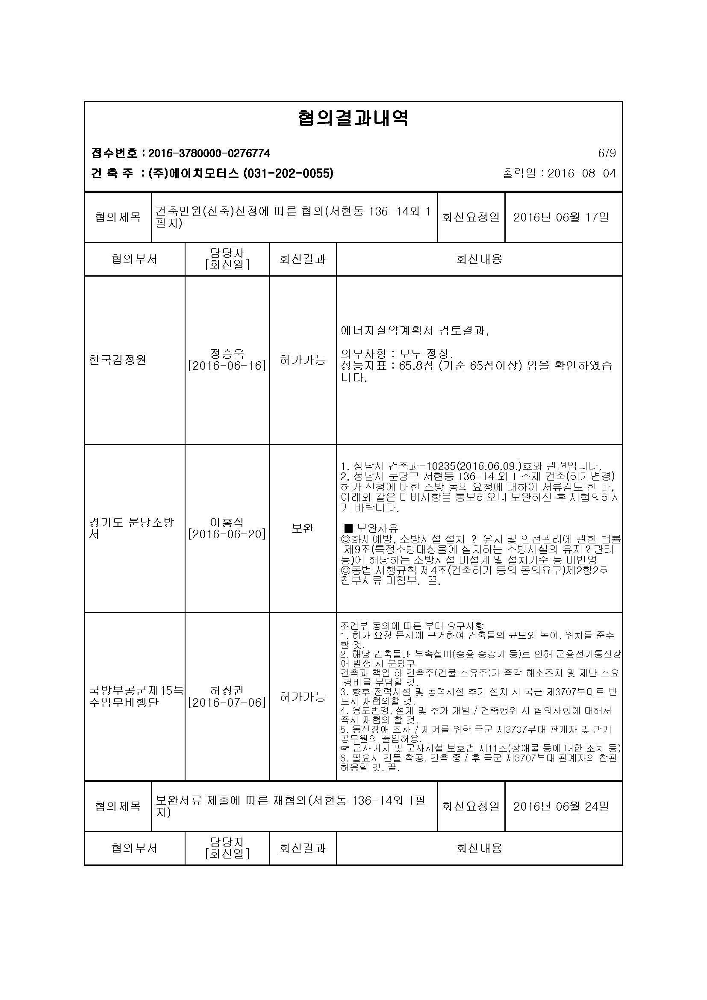 협의결과내역
접수번호 : 2016-3780000-0276774
6/9
건 축 주 : (주)에이치모터스 (031-202-0055)
출력일 : 2016-08-04
협의제목
건축민원(신축)신청에 따른 협의(서현동 136-14외 1
필지)
회신요청일
2016년 06월 17일
협의부서
담당자
[회신일]
회신결과
회신내용
한국감정원
정승욱
[2016-06-16]
허가가능
에너지절약계획서 검토결과,
의무사항 : 모두 정상.
성능지표 : 65.8점 (기준 65점이상) 임을 확인하였습
니다.
경기도 분당소방
서
이홍식
[2016-06-20]
보완
1. 성남시 건축과-10235(2016.06.09.)호와 관련입니다.
2. 성남시 분당구 서현동 136-14 외 1 소재 건축(허가변경)
허가 신청에 대한 소방 동의 요청에 대하여 서류검토 한 바,
아래와 같은 미비사항을 통보하오니 보완하신 후 재협의하시
기 바랍니다.
■ 보완사유
◎화재예방, 소방시설 설치 ? 유지 및 안전관리에 관한 법률
제9조(특정소방대상물에 설치하는 소방시설의 유지?관리
등)에 해당하는 소방시설 미설계 및 설치기준 등 미반영
◎동법 시행규칙 제4조(건축허가 등의 동의요구)제2항2호
첨부서류 미첨부. 끝.
국방부공군제15특
수임무비행단
허정권
[2016-07-06]
허가가능
조건부 동의에 따른 부대 요구사항
1. 허가 요청 문서에 근거하여 건축물의 규모와 높이, 위치를 준수
할 것.
2. 해당 건축물과 부속설비(승용 승강기 등)로 인해 군용전기통신장
애 발생 시 분당구
건축과 책임 하 건축주(건물 소유주)가 즉각 해소조치 및 제반 소요
경비를 부담할 것.
3. 향후 전력시설 및 동력시설 추가 설치 시 국군 제3707부대로 반
드시 재협의할 것.
4. 용도변경, 설계 및 추가 개발 / 건축행위 시 협의사항에 대해서
즉시 재협의 할 것.
5. 통신장애 조사 / 제거를 위한 국군 제3707부대 관계자 및 관계
공무원의 출입허용.
☞ 군사기지 및 군사시설 보호법 제11조(장애물 등에 대한 조치 등)
6. 필요시 건물 착공, 건축 중 / 후 국군 제3707부대 관계자의 참관
허용할 것. 끝.
협의제목
보완서류 제출에 따른 재협의(서현동 136-14외 1필
지)
회신요청일
2016년 06월 24일
협의부서
담당자
[회신일]
회신결과
회신내용